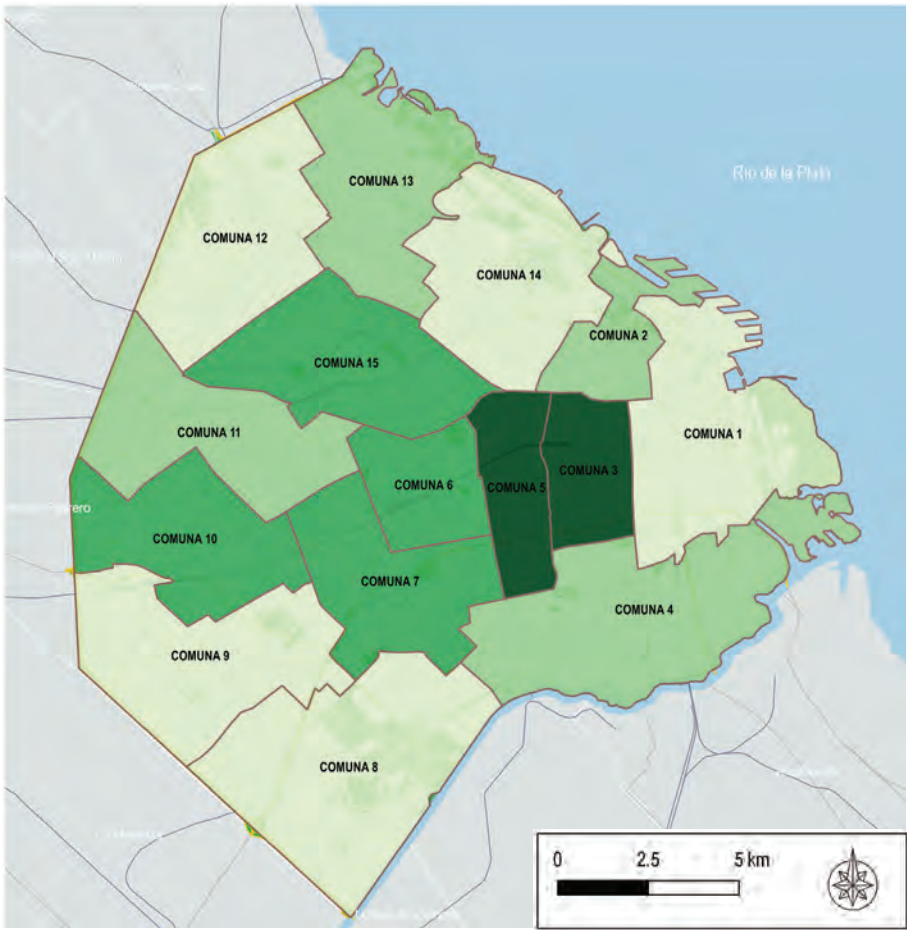 COMUNA 13
Río de la Plata
COMUNA 12
COMUNA 14
COMUNA 2
COMUNA 15
COMUNA 11
COMUNA 1
COMUNA 3
COMUNA 6
COMUNA 5
COMUNA 10
COMUNA 7
COMUNA 4
COMUNA 9
COMUNA 8
0 2.5 5 km